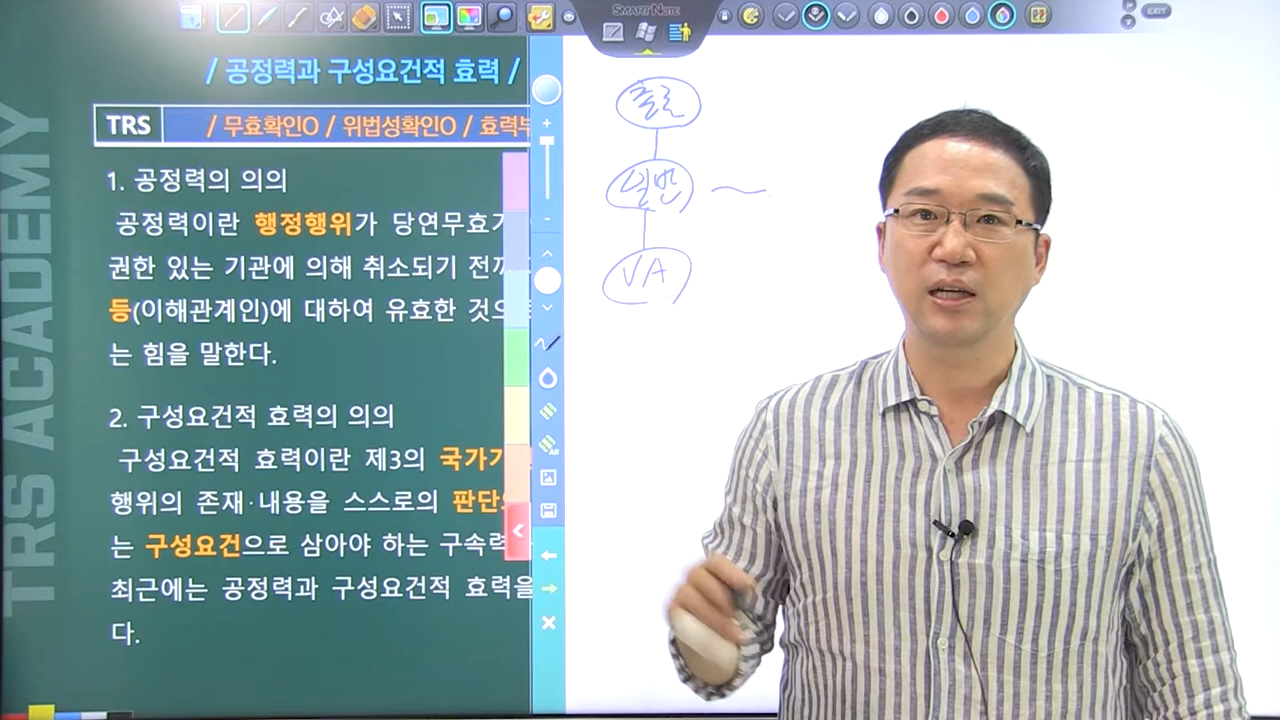 SMARTNOTE
EXIT
/ 공정력과 구성요건적 효력 /
TRS
/ 무효확인O / 위법성확인O / 효력부
1. 공정력의 의의
공정력이란 행정행위가 당연무효가
권한 있는 기관에 의해 취소되기 전까
등(이해관계인)에 대하여 유효한 것으
는 힘을 말한다.
2. 구성요건적 효력의 의의
구성요건적 효력이란 제3의 국가기
행위의 존재·내용을 스스로의 판단
는 구성요건으로 삼아야 하는 구속력
최근에는 공정력과 구성요건적 효력을
다.
TRS ACADEMY
All
일반
VA